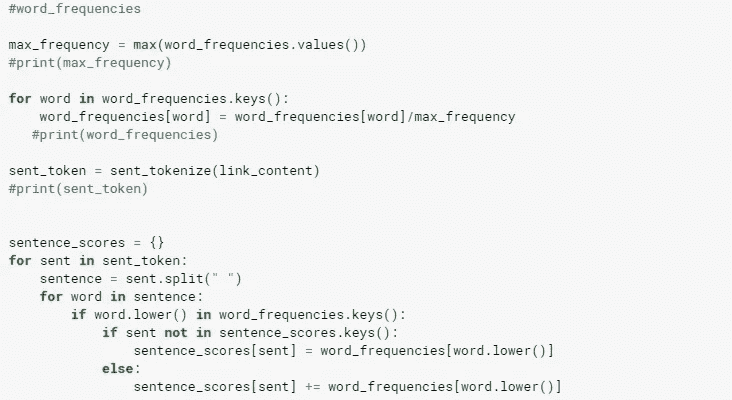 #word_frequencies
max_frequency = max(word_frequencies.values())
#print(max_frequency)
for word in word_frequencies.keys():
    word_frequencies[word] = word_frequencies[word]/max_frequency
   #print(word_frequencies)
sent_token = sent_tokenize(link_content)
#print(sent_token)
sentence_scores = {}
for sent in sent_token:
    sentence = sent.split(" ")
    for word in sentence:
        if word.lower() in word_frequencies.keys():
            if sent not in sentence_scores.keys():
                sentence_scores[sent] = word_frequencies[word.lower()]
            else:
                sentence_scores[sent] += word_frequencies[word.lower()]